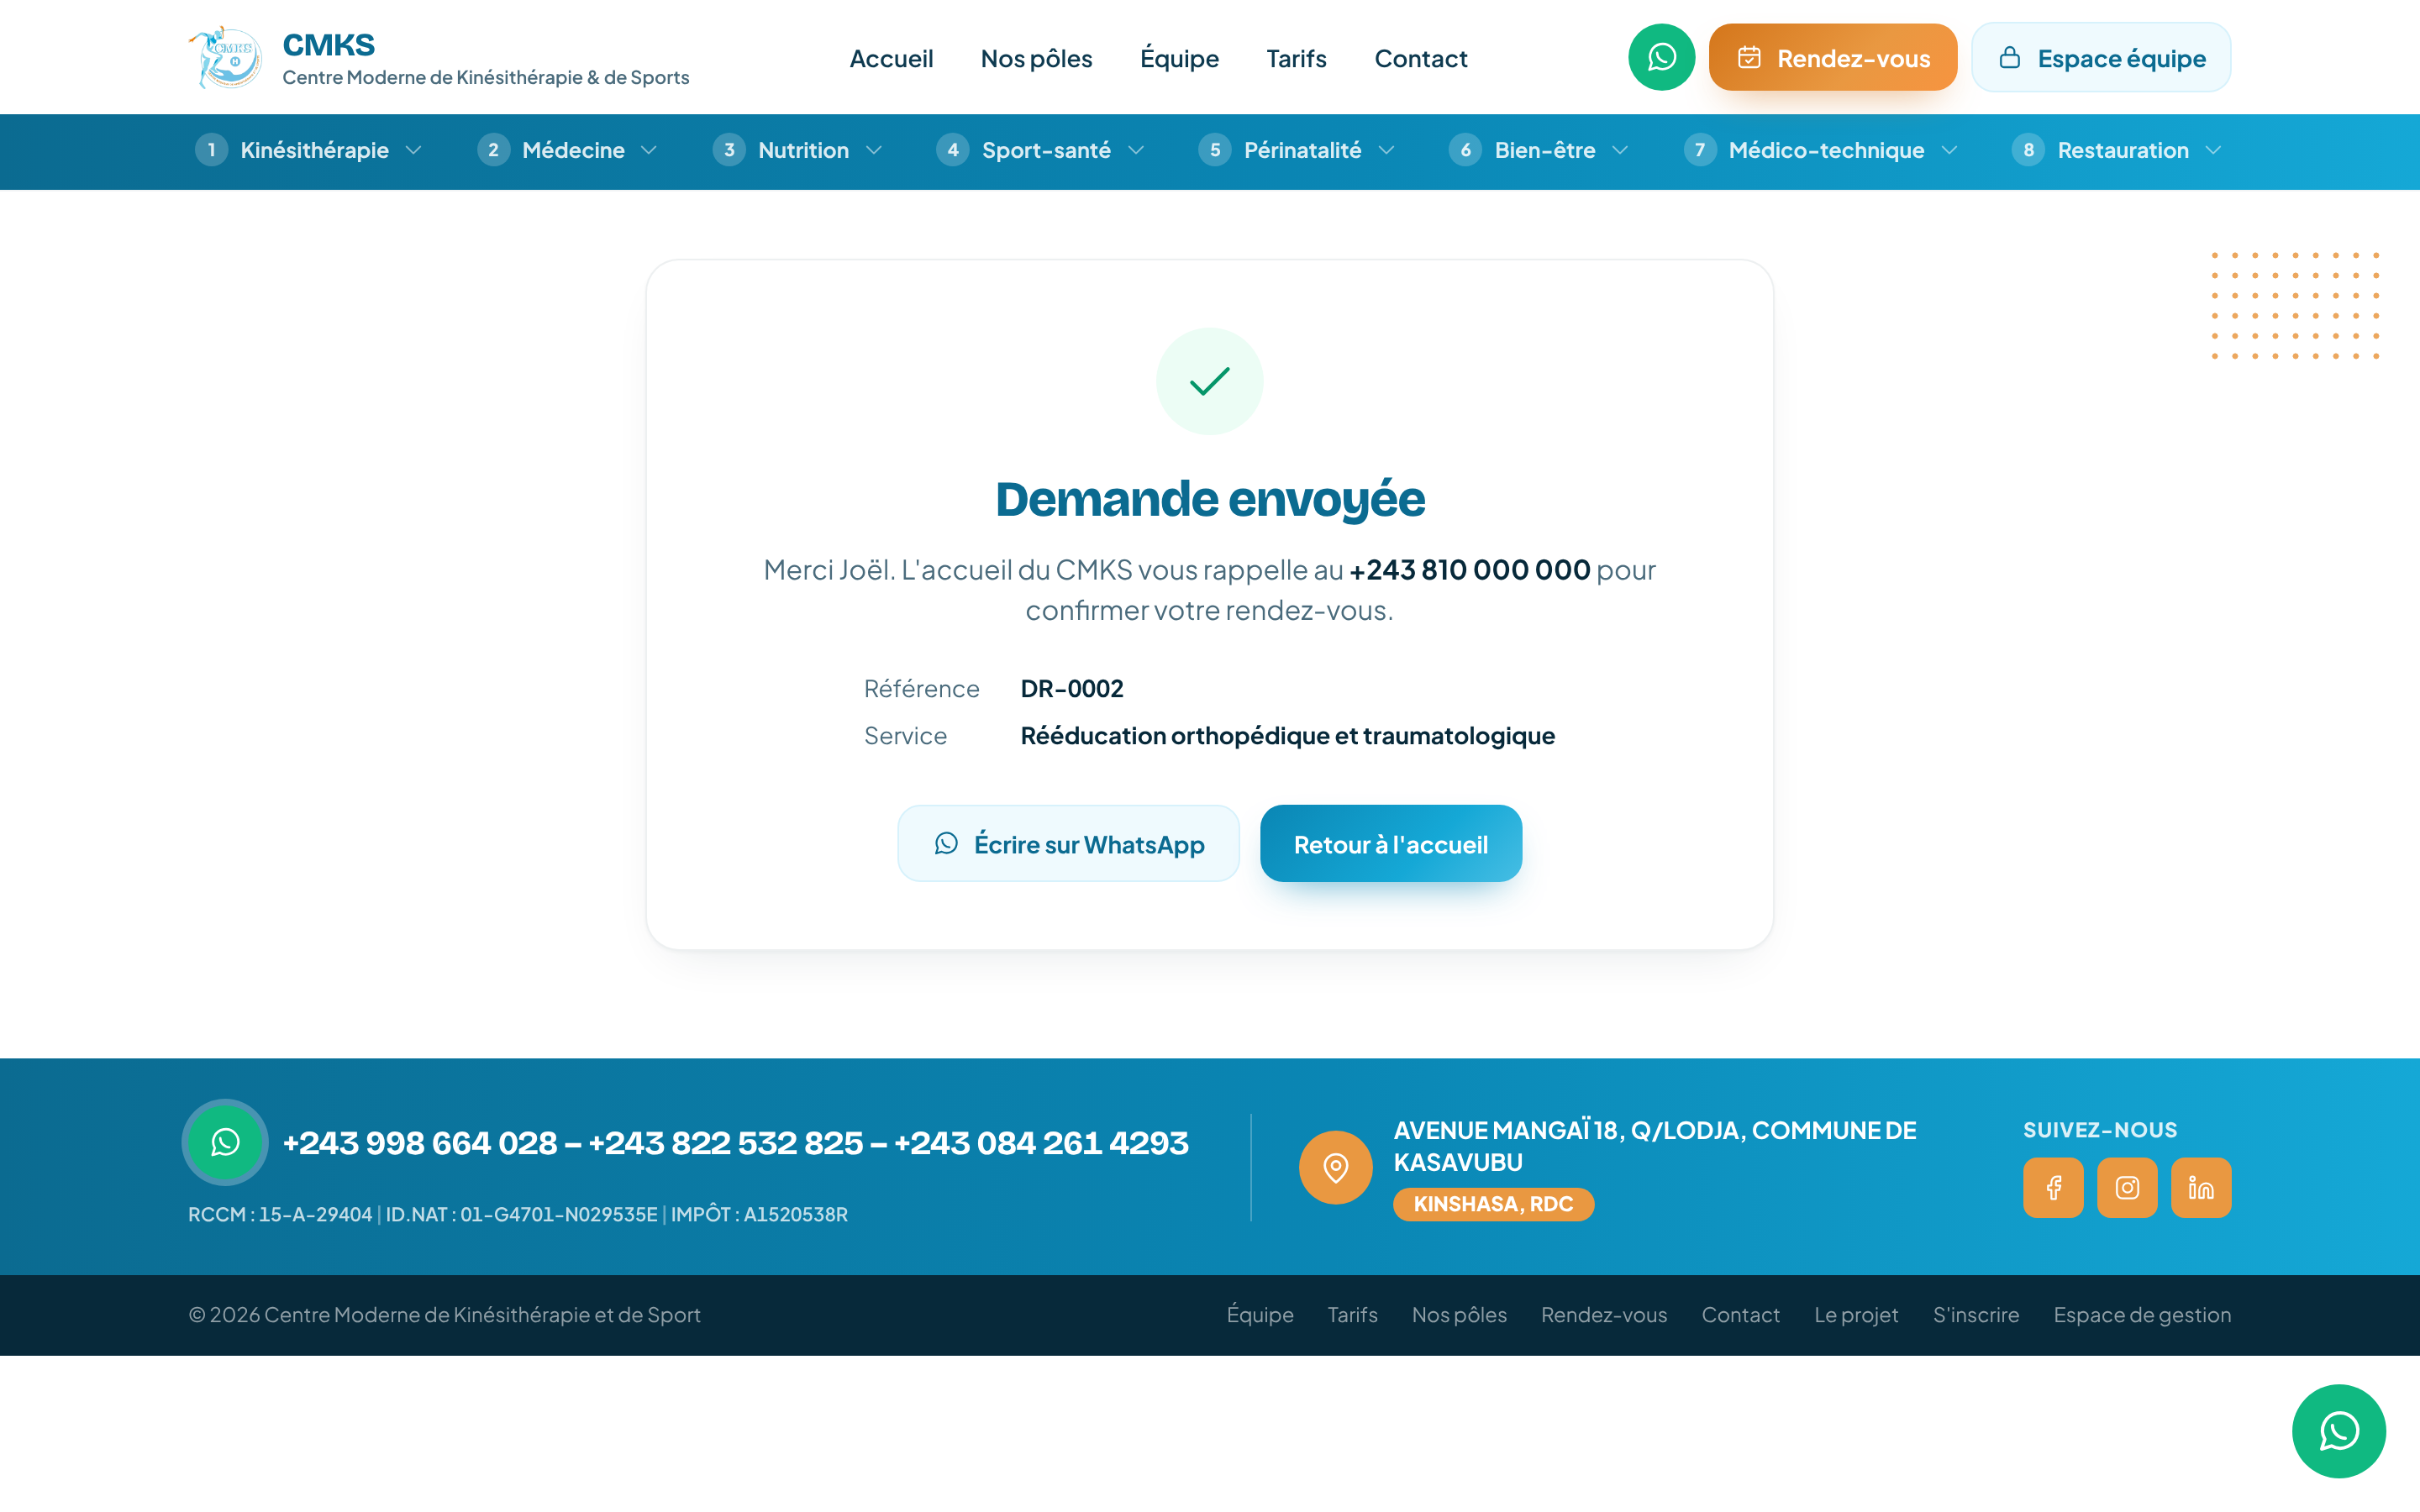 CMKS
CMKS
Centre Moderne de Kinésithérapie & de Sports
Accueil
Nos pôles
Équipe
Tarifs
Contact
Rendez-vous
Espace équipe
1 Kinésithérapie
2 Médecine
3 Nutrition
4 Sport-santé
5 Périnatalité
6 Bien-être
7 Médico-technique
8 Restauration
Demande envoyée
Merci Joël. L'accueil du CMKS vous rappelle au +243 810 000 000 pour
confirmer votre rendez-vous.
Référence DR-0002
Service Rééducation orthopédique et traumatologique
Écrire sur WhatsApp
Retour à l'accueil
+243 998 664 028 – +243 822 532 825 – +243 084 261 4293
RCCM : 15-A-29404 | ID.NAT : 01-G4701-N029535E | IMPÔT : A1520538R
AVENUE MANGAÏ 18, Q/LODJA, COMMUNE DE
KASAVUBU
KINSHASA, RDC
SUIVEZ-NOUS
© 2026 Centre Moderne de Kinésithérapie et de Sport
Équipe
Tarifs
Nos pôles
Rendez-vous
Contact
Le projet
S'inscrire
Espace de gestion